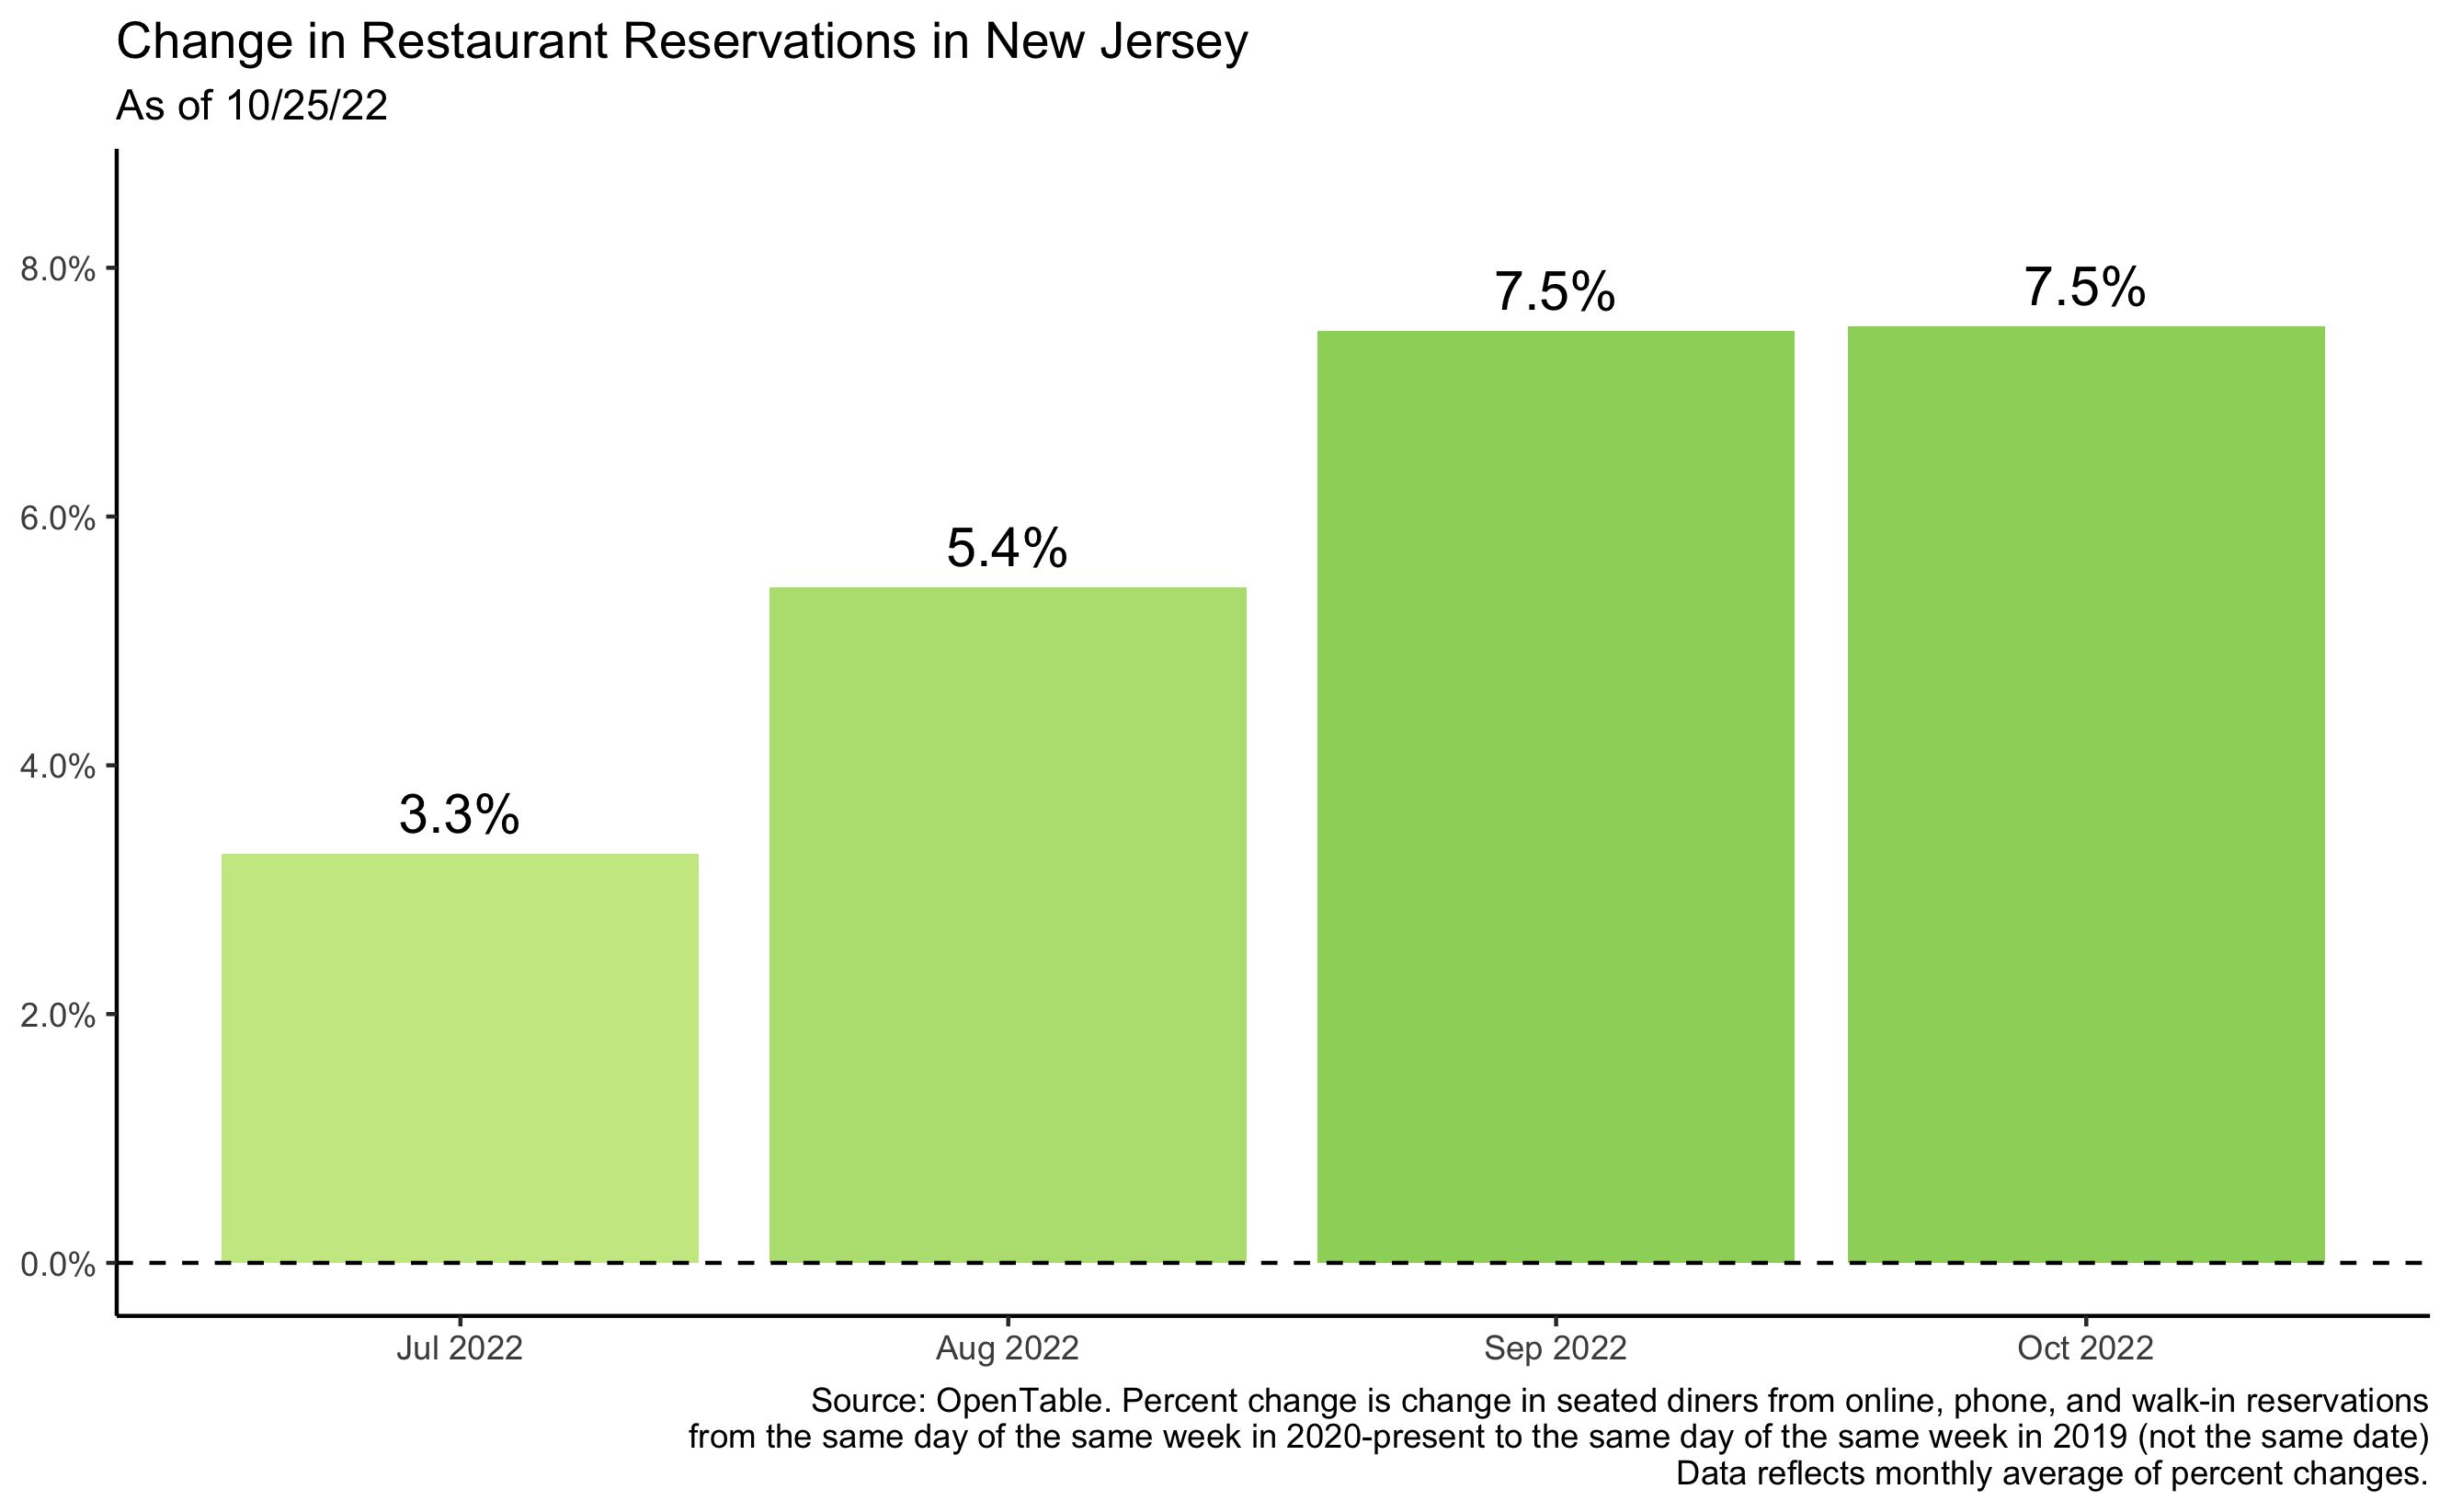 Change in Restaurant Reservations in New Jersey
As of 10/25/22
8.0%
6.0%
4.0%
2.0%
0.0%
3.3%
5.4%
7.5%
7.5%
Jul 2022
Aug 2022
Sep 2022
Oct 2022
Source: OpenTable. Percent change is change in seated diners from online, phone, and walk-in reservations
from the same day of the same week in 2020-present to the same day of the same week in 2019 (not the same date)
Data reflects monthly average of percent changes.